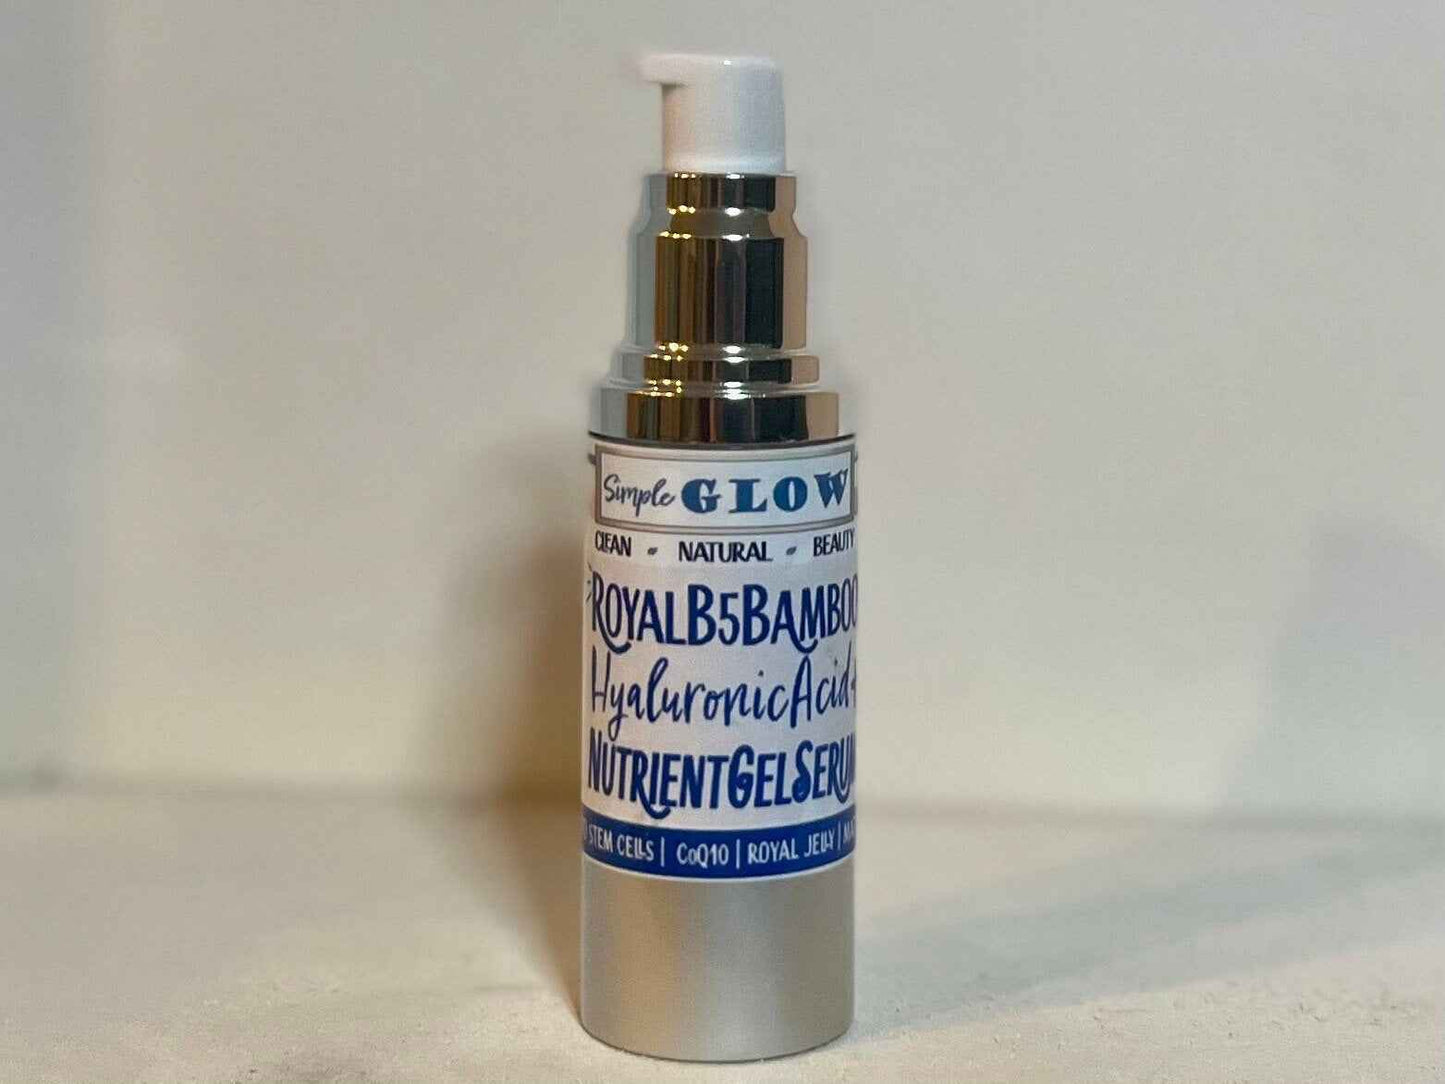 Simple GLOW
CLEAN - NATURAL - BEAUTY
ROYALB5BAMBOO
HyaluronicAcid+
NUTRIENTGELSERUM
STEM CELLS | CoQ10 | ROYAL JELLY |